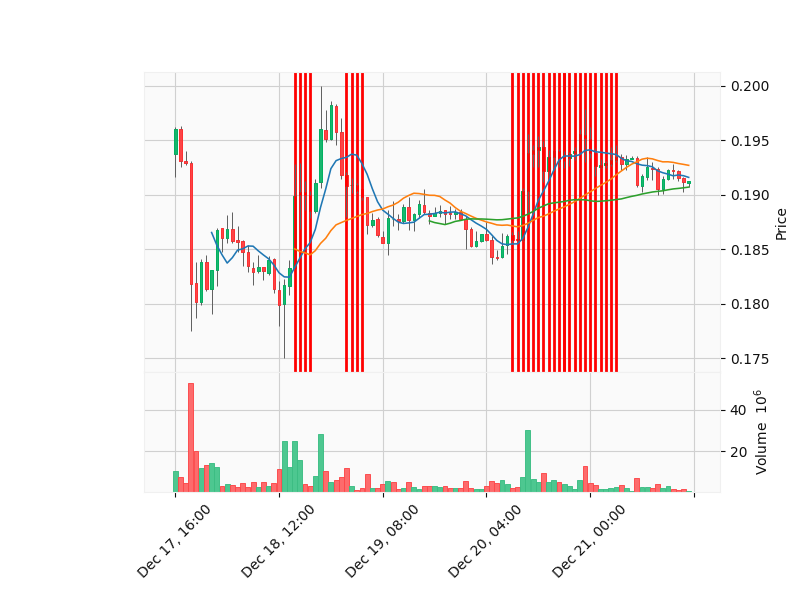 0.200
0.195
0.190
0.185
0.180
0.175
Price
40
20
Volume 10^6
Dec 17, 16:00
Dec 18, 12:00
Dec 19, 08:00
Dec 20, 04:00
Dec 21, 00:00